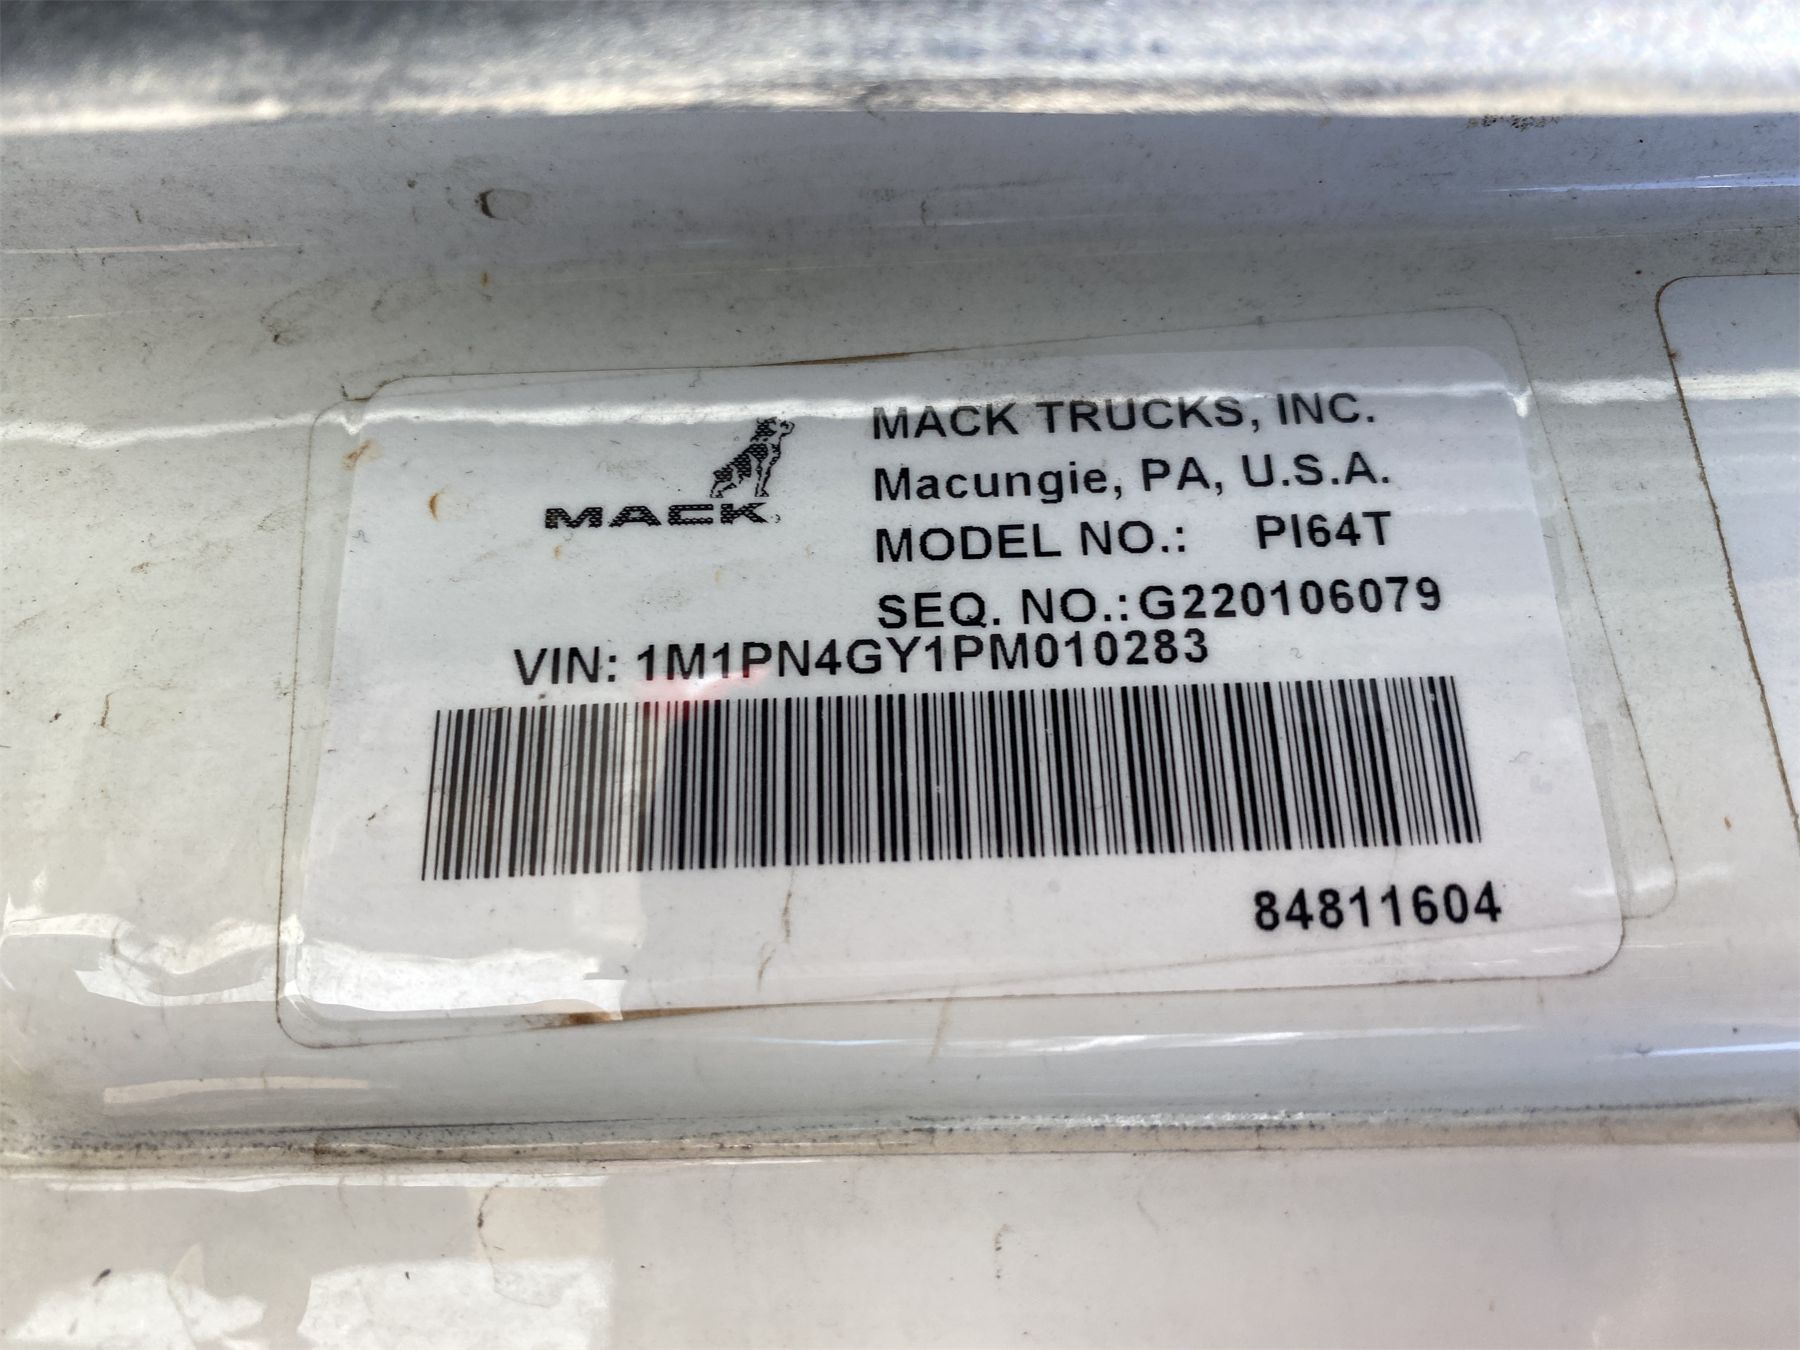 MACK
MACK TRUCKS, INC.
Macungie, PA, U.S.A.
MODEL NO.: PI64T
SEQ. NO.:G220106079
VIN: 1M1PN4GY1PM010283
84811604